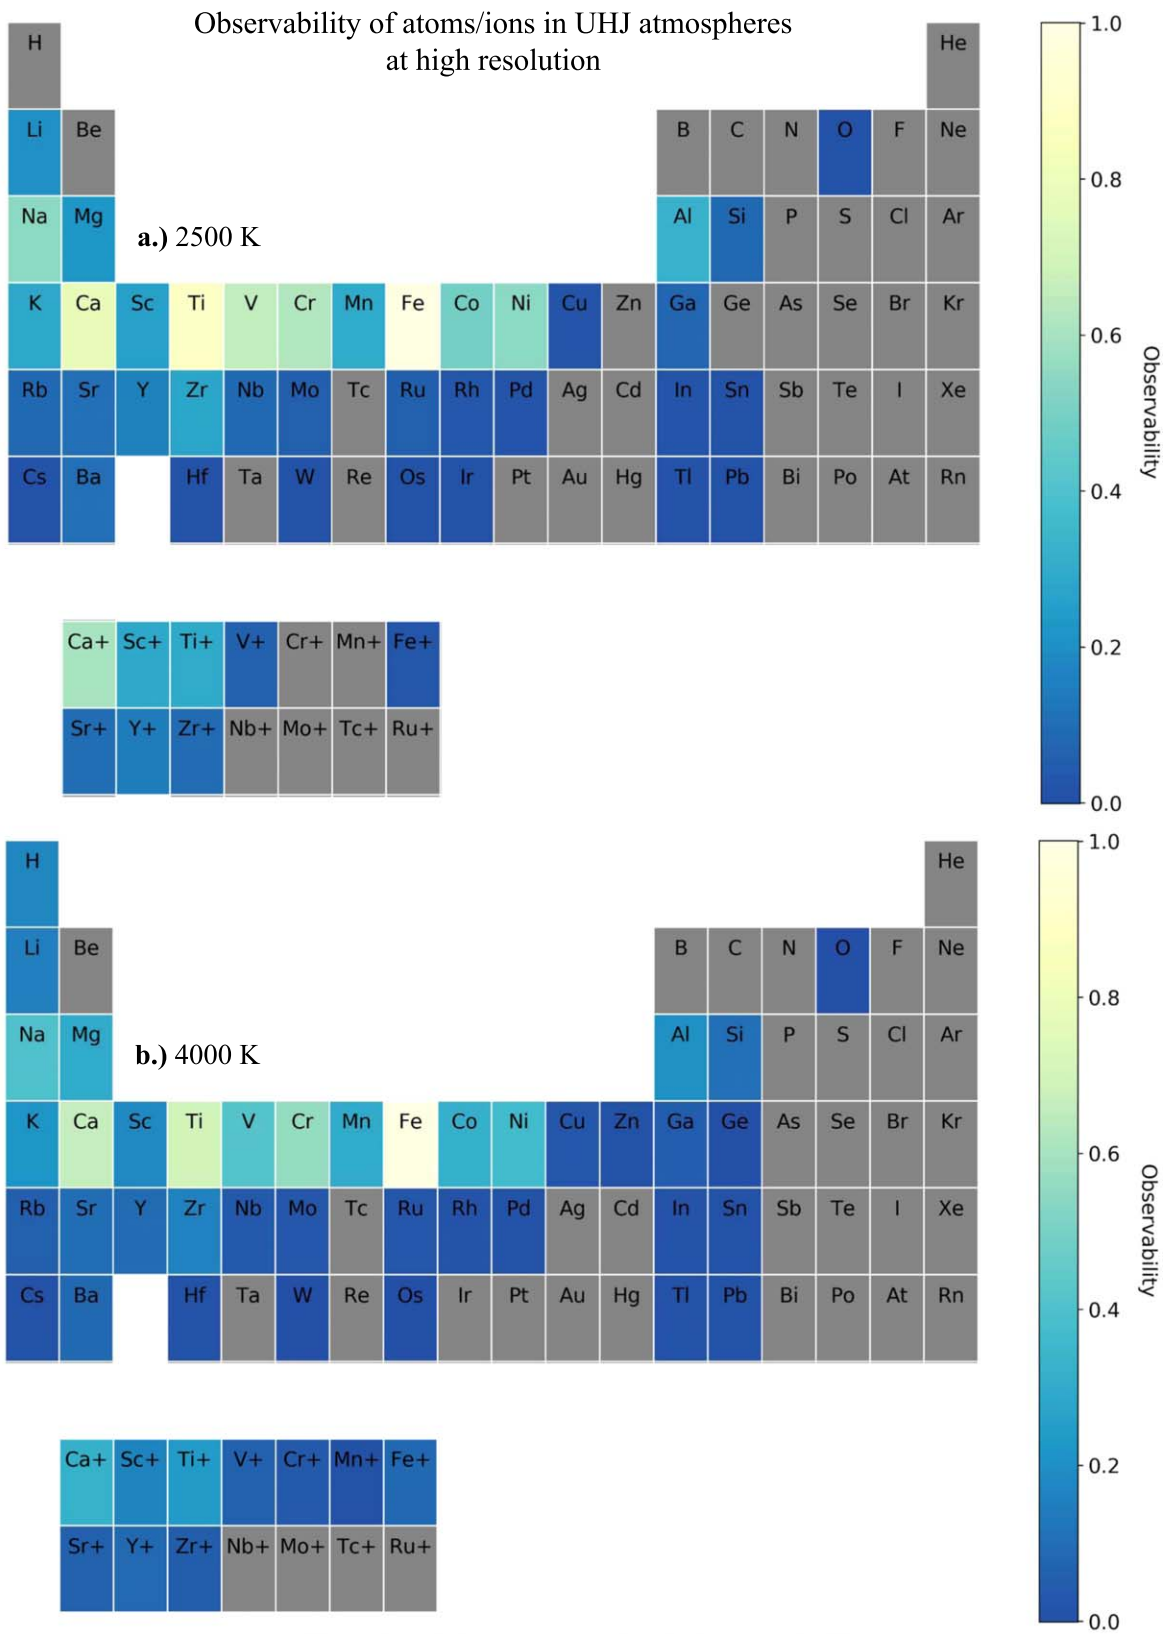 Observability of atoms/ions in UHJ atmospheres
at high resolution
H He
Li Be B C N O F Ne
Na Mg Al Si P S Cl Ar
a.) 2500 K
K Ca Sc Ti V Cr Mn Fe Co Ni Cu Zn Ga Ge As Se Br Kr
Rb Sr Y Zr Nb Mo Tc Ru Rh Pd Ag Cd In Sn Sb Te I Xe
Cs Ba Hf Ta W Re Os Ir Pt Au Hg Tl Pb Bi Po At Rn
Ca+ Sc+ Ti+ V+ Cr+ Mn+ Fe+
Sr+ Y+ Zr+ Nb+ Mo+ Tc+ Ru+
1.0
0.8
0.6
0.4
0.2
0.0
Observability
H He
Li Be B C N O F Ne
Na Mg Al Si P S Cl Ar
b.) 4000 K
K Ca Sc Ti V Cr Mn Fe Co Ni Cu Zn Ga Ge As Se Br Kr
Rb Sr Y Zr Nb Mo Tc Ru Rh Pd Ag Cd In Sn Sb Te I Xe
Cs Ba Hf Ta W Re Os Ir Pt Au Hg Tl Pb Bi Po At Rn
Ca+ Sc+ Ti+ V+ Cr+ Mn+ Fe+
Sr+ Y+ Zr+ Nb+ Mo+ Tc+ Ru+
1.0
0.8
0.6
0.4
0.2
0.0
Observability